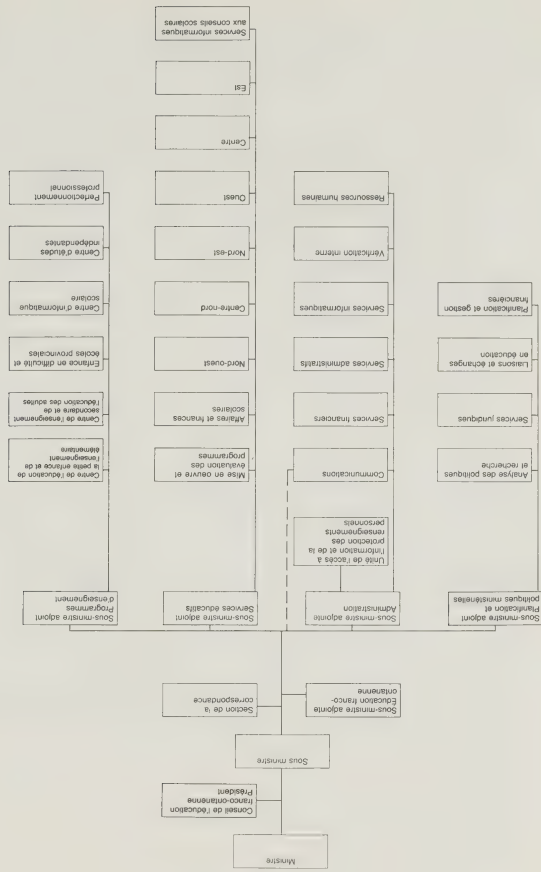 Ministre
Conseil de l'éducation
franco-ontarienne
Président
Sous ministre
Sous-ministre adjointe
Éducation franco-
ontarienne
Section de la
correspondance
Sous-ministre adjoint
Planification et
politiques ministérielles
Analyse des politiques
et recherche
Services juridiques
Liaisons et échanges
en éducation
Planification et gestion
financières
Sous-ministre adjointe
Administration
Unité de l'accès à
l'information et de la
protection des
renseignements
personnels
Communications
Services financiers
Services administratifs
Services informatiques
Vérification interne
Ressources humaines
Sous-ministre adjoint
Services éducatifs
Mise en oeuvre et
évaluation des
programmes
Affaires et finances
scolaires
Nord-ouest
Centre-nord
Nord-est
Ouest
Centre
Est
Services informatiques
aux conseils scolaires
Sous-ministre adjoint
Programmes
d'enseignement
Centre de l'éducation de
la petite enfance et de
l'enseignement
élémentaire
Centre de l'enseignement
secondaire et de
l'éducation des adultes
Enfance en difficulté et
écoles provinciales
Centre d'informatique
scolaire
Centre d'études
indépendantes
Perfectionnement
professionnel